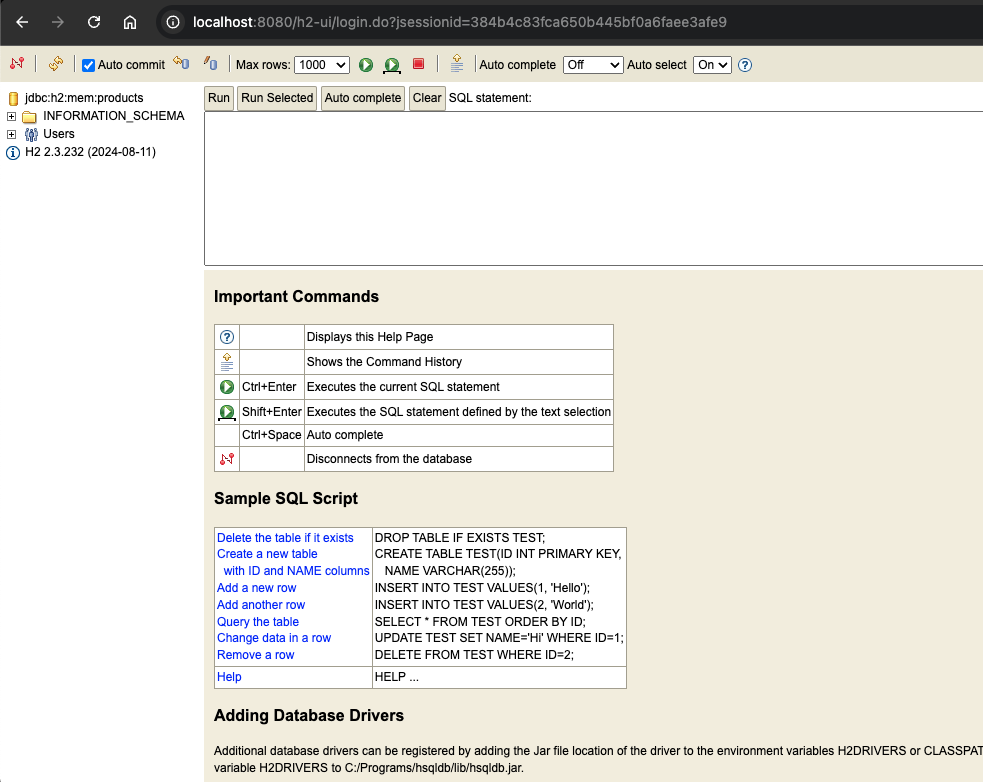 localhost:8080/h2-ui/login.do?jsessionid=384b4c83fca650b445bf0a6faee3afe9
Auto commit Max rows: 1000 Auto complete Off Auto select On
jdbc:h2:mem:products
INFORMATION_SCHEMA
Users
H2 2.3.232 (2024-08-11)
Run Run Selected Auto complete Clear SQL statement:
Important Commands
Displays this Help Page
Shows the Command History
Ctrl+Enter Executes the current SQL statement
Shift+Enter Executes the SQL statement defined by the text selection
Ctrl+Space Auto complete
Disconnects from the database
Sample SQL Script
Delete the table if it exists DROP TABLE IF EXISTS TEST;
Create a new table CREATE TABLE TEST(ID INT PRIMARY KEY,
with ID and NAME columns NAME VARCHAR(255));
Add a new row INSERT INTO TEST VALUES(1, 'Hello');
Add another row INSERT INTO TEST VALUES(2, 'World');
Query the table SELECT * FROM TEST ORDER BY ID;
Change data in a row UPDATE TEST SET NAME='Hi' WHERE ID=1;
Remove a row DELETE FROM TEST WHERE ID=2;
Help HELP ...
Adding Database Drivers
Additional database drivers can be registered by adding the Jar file location of the driver to the environment variables H2DRIVERS or CLASSPAT
variable H2DRIVERS to C:/Programs/hsqldb/lib/hsqldb.jar.